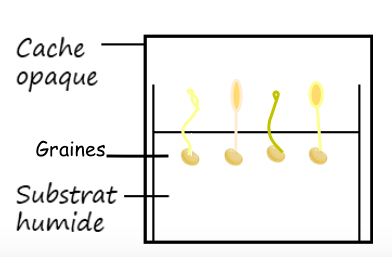 Cache
opaque
Graines
Substrat
humide